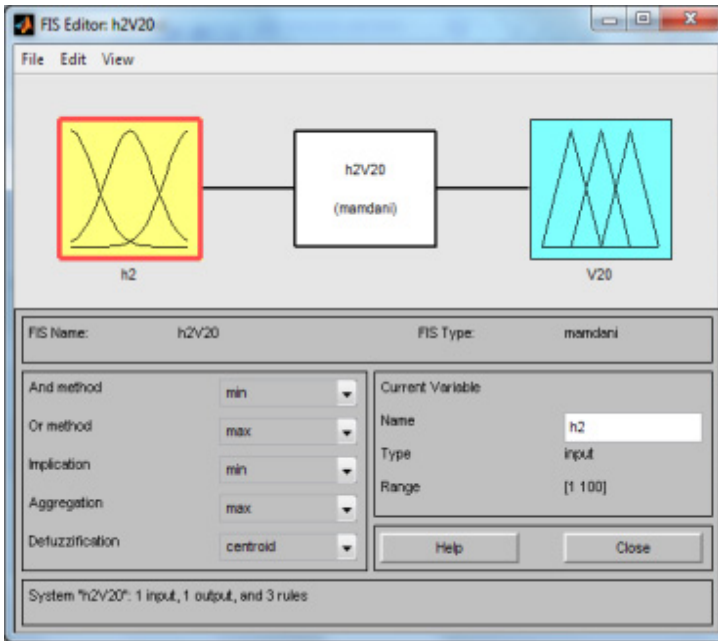 FIS Editor: h2V20
File Edit View
h2V20
(mamdani)
h2
V20
FIS Name: h2V20 FIS Type: mamdani
And method min
Or method max
Implication min
Aggregation max
Defuzzification centroid
Current Variable
Name h2
Type input
Range [1 100]
Help Close
System "h2V20": 1 input, 1 output, and 3 rules